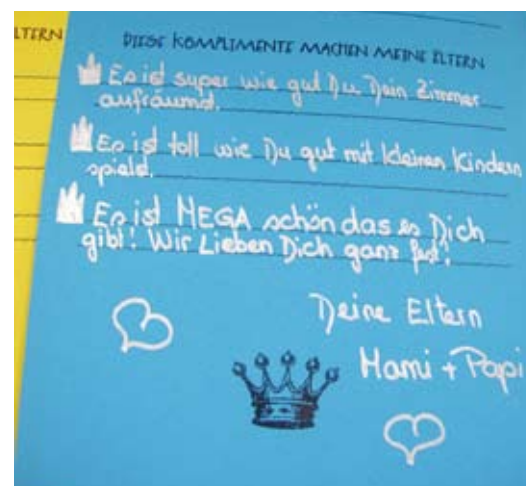 LTERN
DIESE KOMPLIMENTE MACHEN MEINE ELTERN
Es ist super wie gut Du Dein Zimmer
aufräumst.
Es ist toll wie Du gut mit kleinen Kindern
spielst.
Es ist MEGA schön das es Dich
gibt! Wir Lieben Dich ganz fest!
Deine Eltern
Mami + Papi